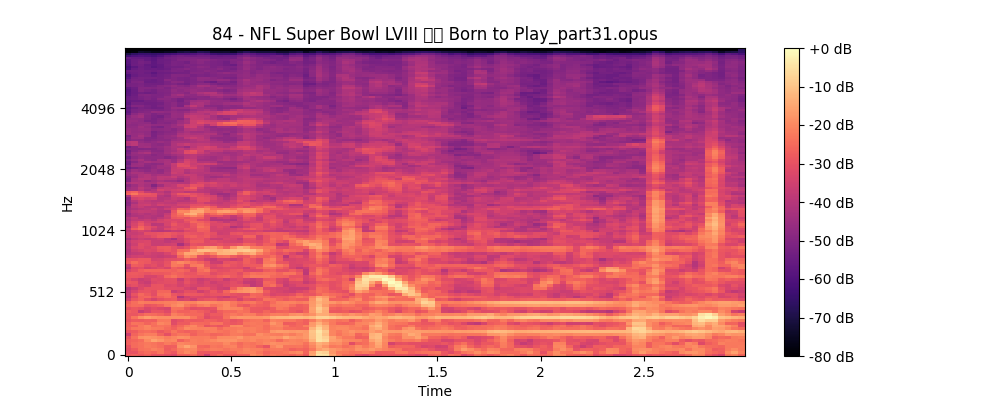 84 - NFL Super Bowl LVIII Born to Play_part31.opus
Hz
4096
2048
1024
512
0
0
0.5
1
1.5
2
2.5
Time
+0 dB
-10 dB
-20 dB
-30 dB
-40 dB
-50 dB
-60 dB
-70 dB
-80 dB